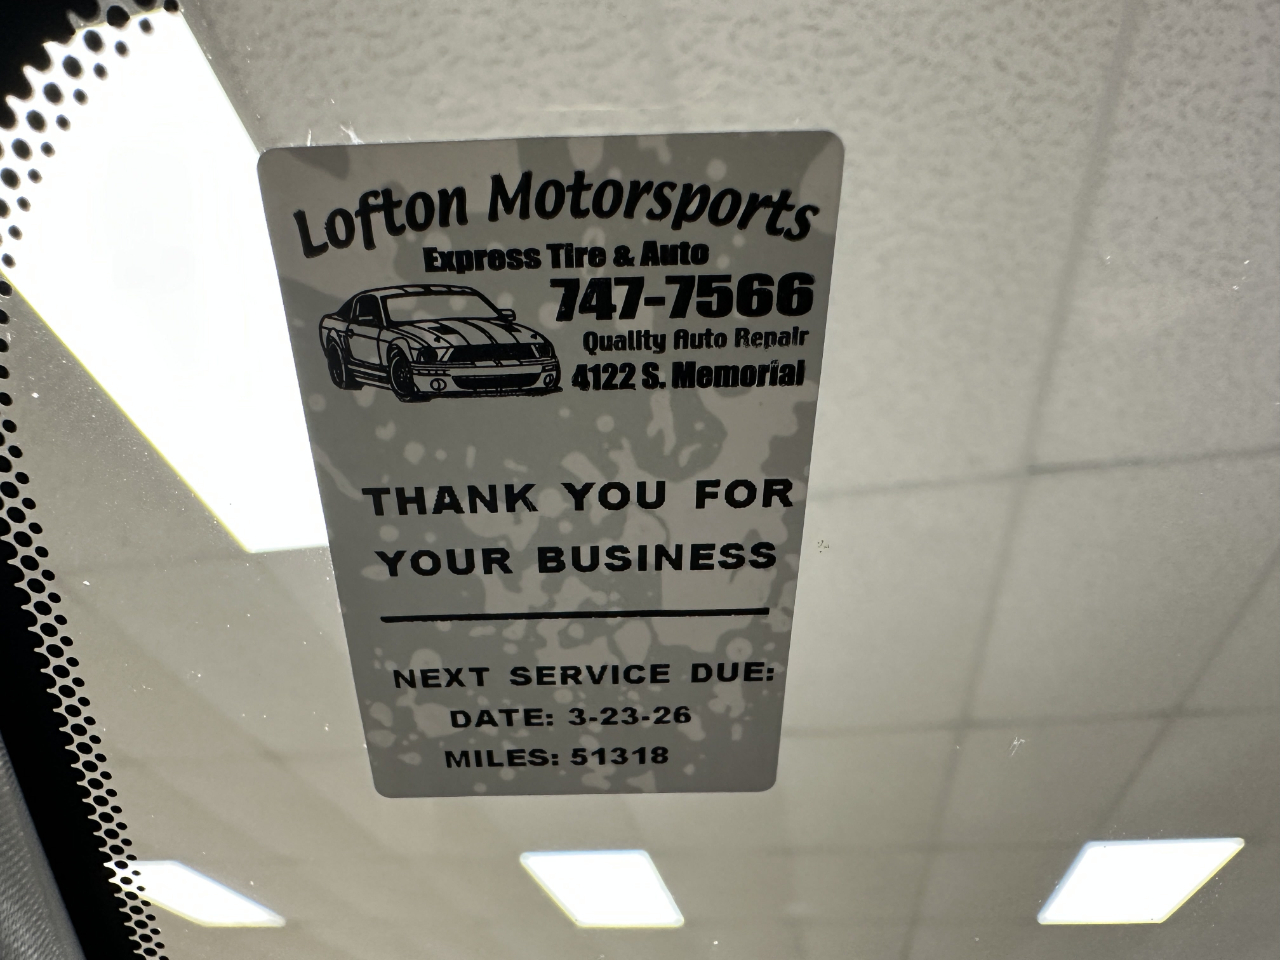 Lofton Motorsports
Express Tire & Auto
747-7566
Quality Auto Repair
4122 S. Memorial
THANK YOU FOR
YOUR BUSINESS
NEXT SERVICE DUE:
DATE: 3-23-26
MILES: 51318